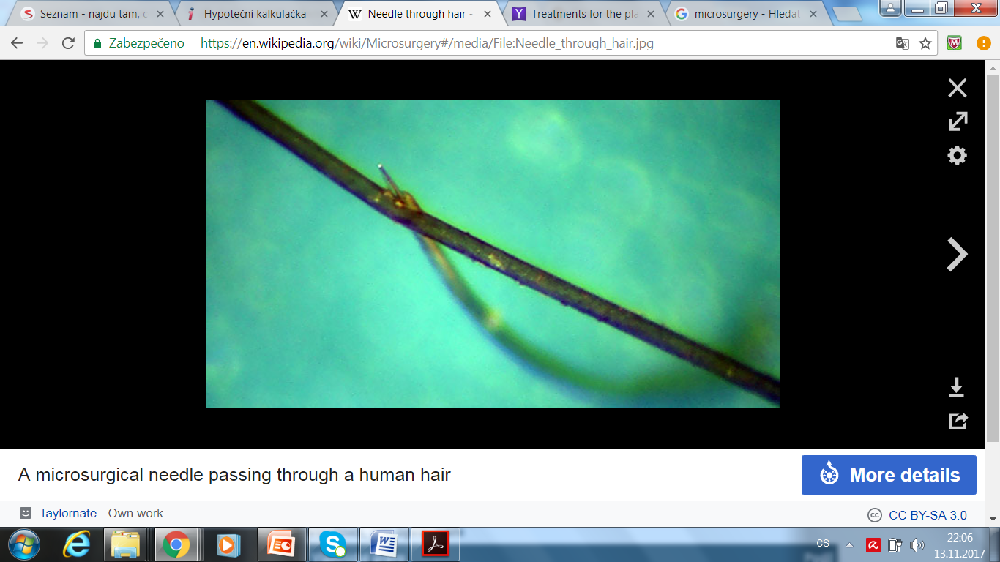 Seznam - najdu tam, c
Hypoteční kalkulačka
Needle through hair -
Treatments for the pla
microsurgery - Hledat
Zabezpečeno
https://en.wikipedia.org/wiki/Microsurgery#/media/File:Needle_through_hair.jpg
A microsurgical needle passing through a human hair
More details
Taylornate - Own work
CC BY-SA 3.0
CS
22:06
13.11.2017